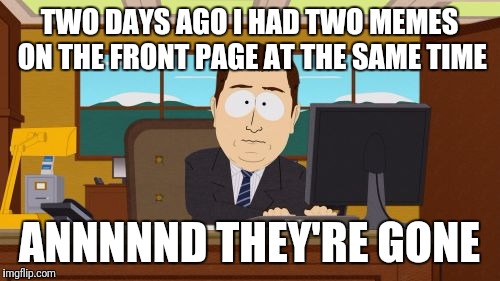 TWO DAYS AGO I HAD TWO MEMES
ON THE FRONT PAGE AT THE SAME TIME
ANNNNND THEY'RE GONE
imgflip.com